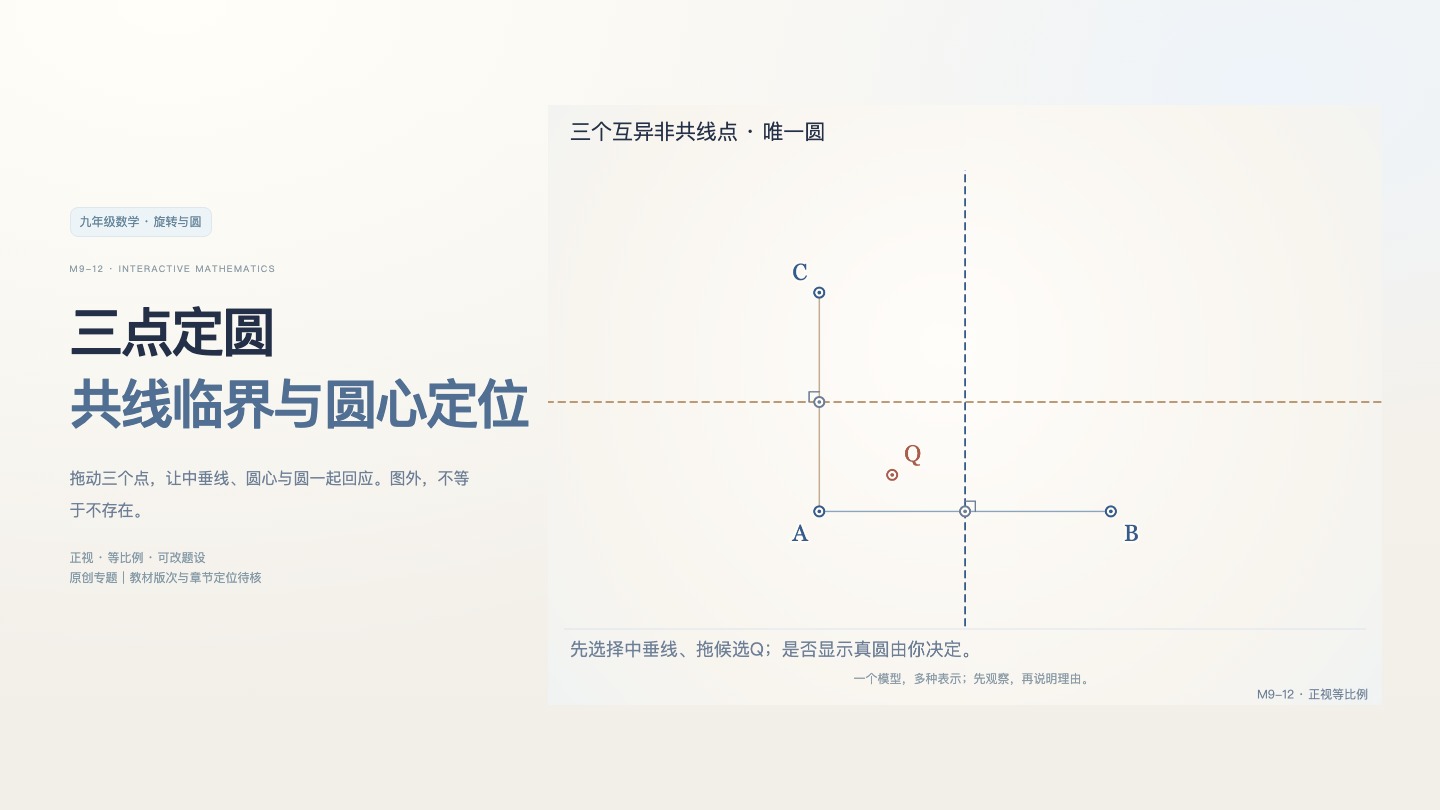 九年级数学 · 旋转与圆
M9–12 · INTERACTIVE MATHEMATICS
三点定圆
共线临界与圆心定位
拖动三个点，让中垂线、圆心与圆一起回应。图外，不等
于不存在。
正视 · 等比例 · 可改题设
原创专题｜教材版次与章节定位待核
三个互异非共线点 · 唯一圆
C
Q
A
B
先选择中垂线、拖候选Q；是否显示真圆由你决定。
一个模型，多种表示；先观察，再说明理由。
M9–12 · 正视等比例